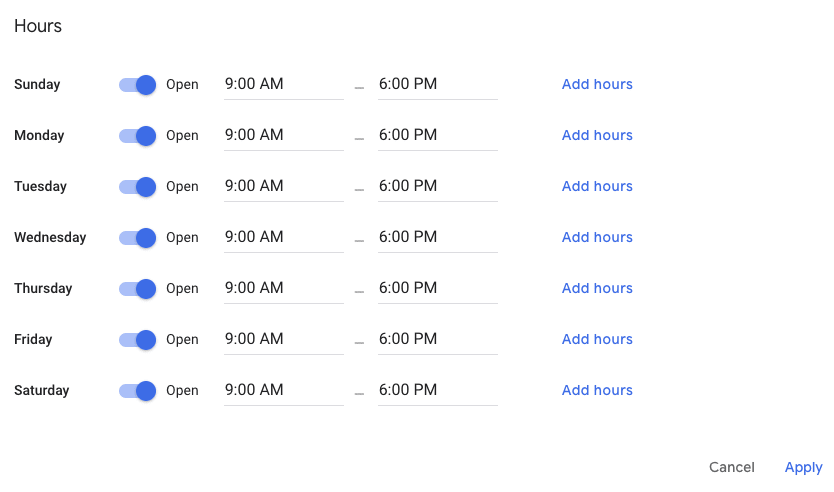 Hours
Sunday Open 9:00 AM – 6:00 PM Add hours
Monday Open 9:00 AM – 6:00 PM Add hours
Tuesday Open 9:00 AM – 6:00 PM Add hours
Wednesday Open 9:00 AM – 6:00 PM Add hours
Thursday Open 9:00 AM – 6:00 PM Add hours
Friday Open 9:00 AM – 6:00 PM Add hours
Saturday Open 9:00 AM – 6:00 PM Add hours
Cancel Apply